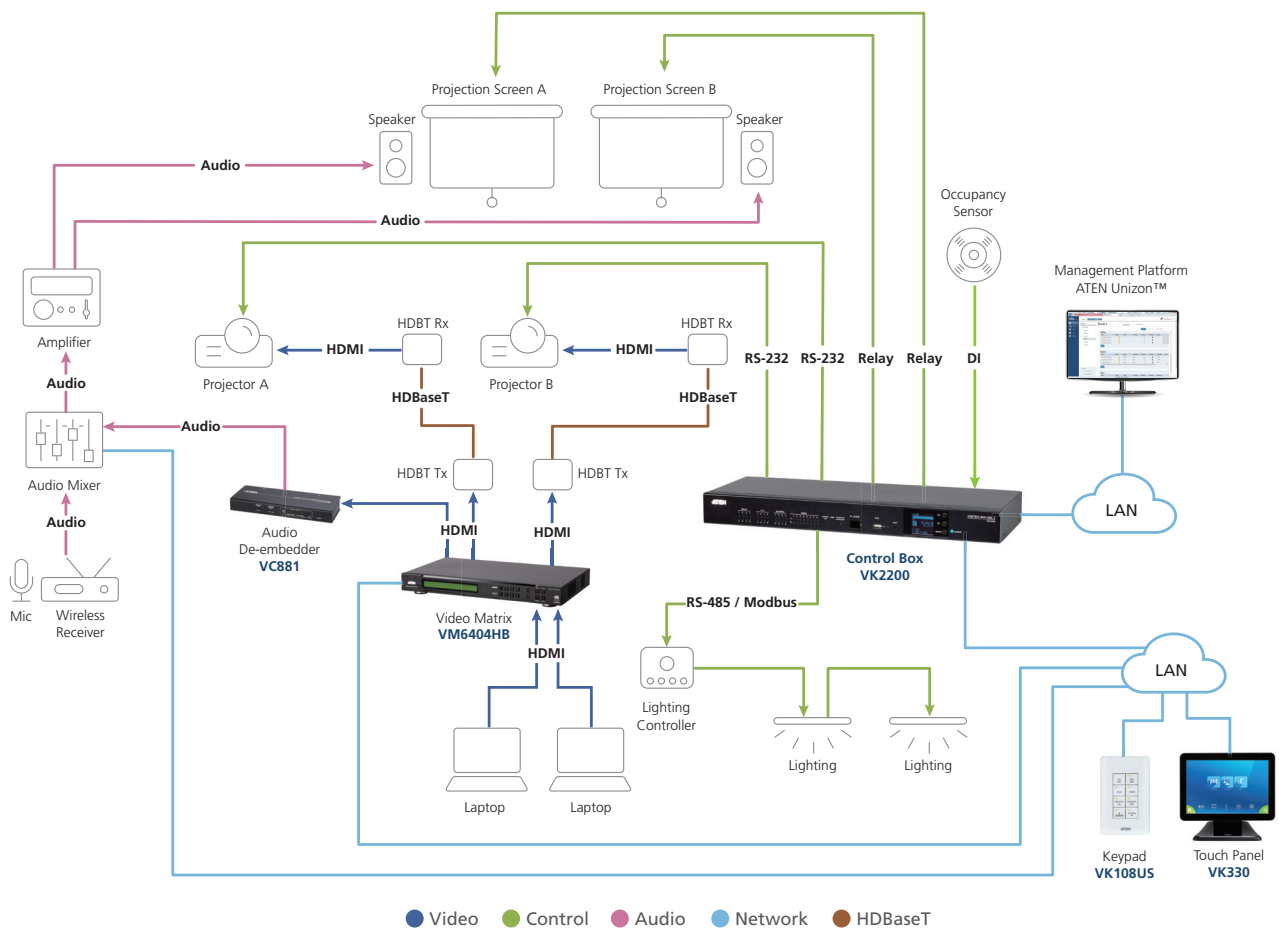 Projection Screen A
Projection Screen B
Speaker
Speaker
Audio
Audio
Occupancy
Sensor
Management Platform
ATEN Unizon™
Amplifier
HDBT Rx
HDBT Rx
HDMI
HDMI
RS-232
RS-232
Relay
Relay
DI
Projector A
Projector B
HDBaseT
HDBaseT
Audio
Audio
HDBT Tx
HDBT Tx
Audio Mixer
LAN
Audio
Audio
De-embedder
VC881
HDMI
HDMI
Control Box
VK2200
Mic
Wireless
Receiver
Video Matrix
VM6404HB
RS-485 / Modbus
HDMI
LAN
Lighting
Controller
Lighting
Lighting
Laptop
Laptop
ATEN
Keypad
VK108US
Touch Panel
VK330
Video
Control
Audio
Network
HDBaseT